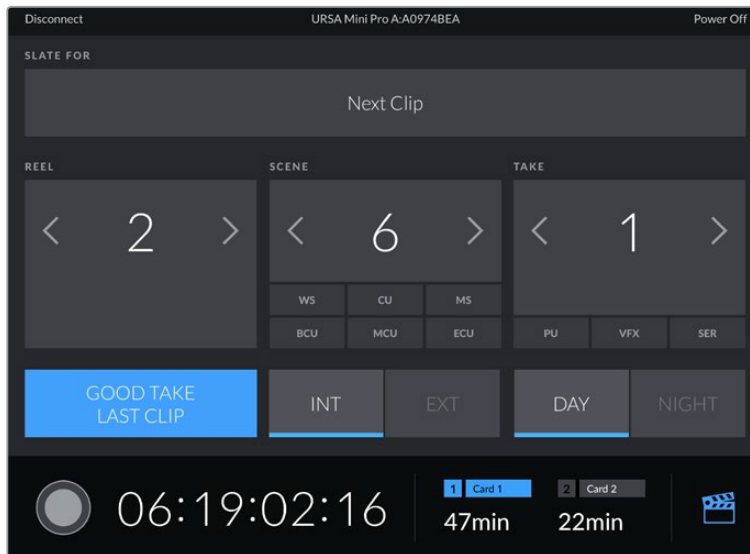 Disconnect URSA Mini Pro A:A0974BEA Power Off
SLATE FOR
Next Clip
REEL SCENE TAKE
< 2 > < 6 > < 1 >
WS CU MS
BCU MCU ECU PU VFX SER
GOOD TAKE
LAST CLIP
INT EXT DAY NIGHT
06:19:02:16
1 Card 1 2 Card 2
47min 22min